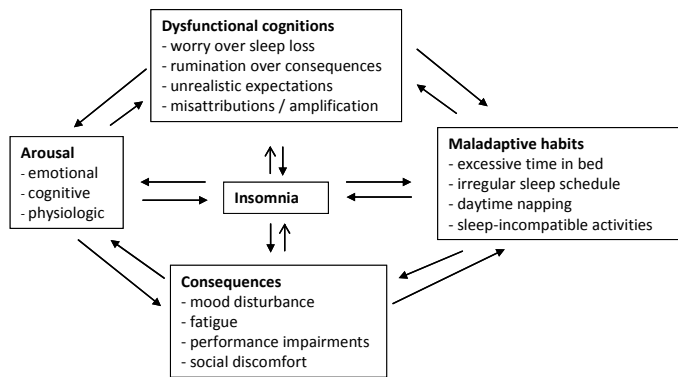 Dysfunctional cognitions
- worry over sleep loss
- rumination over consequences
- unrealistic expectations
- misattributions / amplification
Arousal
- emotional
- cognitive
- physiologic
Insomnia
Maladaptive habits
- excessive time in bed
- irregular sleep schedule
- daytime napping
- sleep-incompatible activities
Consequences
- mood disturbance
- fatigue
- performance impairments
- social discomfort